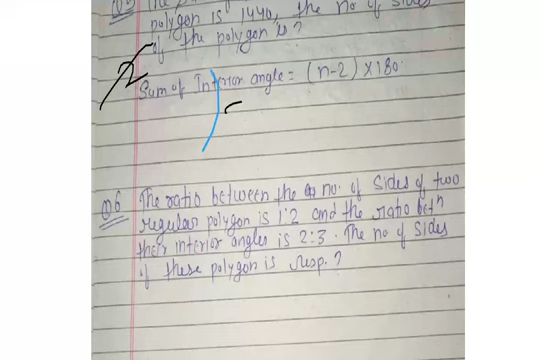 Q5 The
polygon is 1440, the no of sides
of the polygon is?
Sum of Interior angle = (n-2) × 180.
Q6 The ratio between the no. of sides of two
regular polygon is 1:2 and the ratio betn
their interior angles is 2:3. The no of sides
of these polygon is resp.?